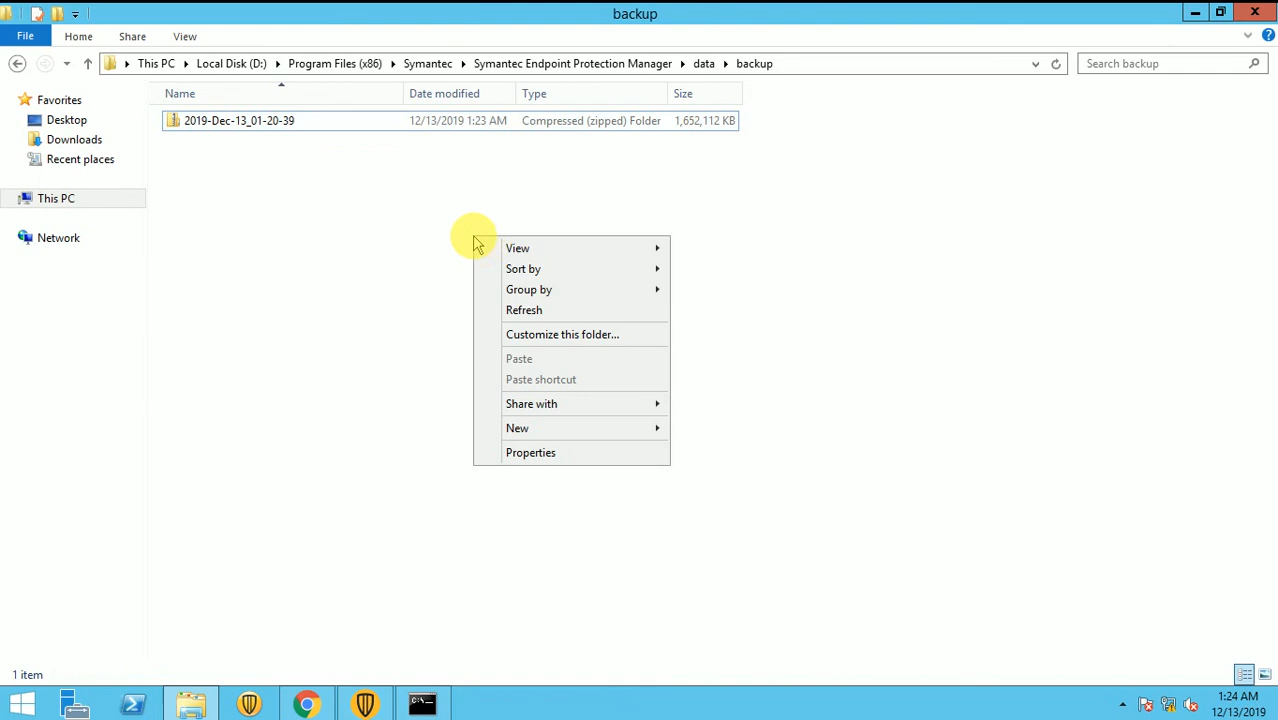 backup
File Home Share View
This PC Local Disk (D:) Program Files (x86) Symantec Symantec Endpoint Protection Manager data backup Search backup
Name Date modified Type Size
2019-Dec-13_01-20-39 12/13/2019 1:23 AM Compressed (zipped) Folder 1,652,112 KB
Favorites
Desktop
Downloads
Recent places
This PC
Network
View
Sort by
Group by
Refresh
Customize this folder...
Paste
Paste shortcut
Share with
New
Properties
1 item
1:24 AM
12/13/2019